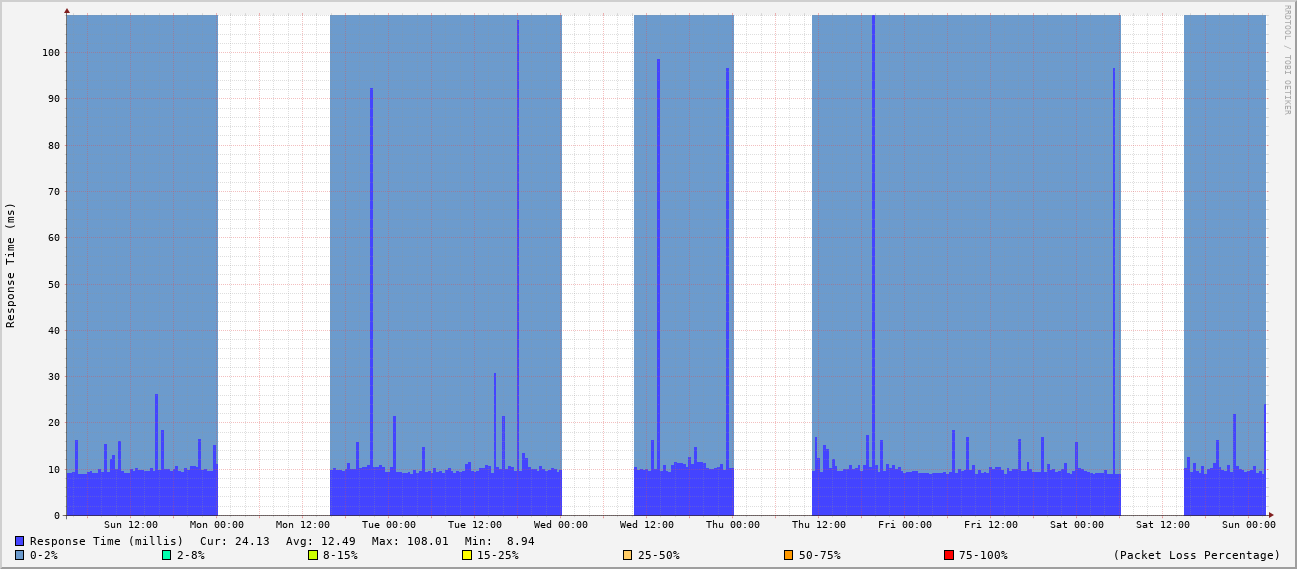 RRDTOOL / TOBI OETIKER
Response Time (ms)
100
90
80
70
60
50
40
30
20
10
0
Sun 12:00 Mon 00:00 Mon 12:00 Tue 00:00 Tue 12:00 Wed 00:00 Wed 12:00 Thu 00:00 Thu 12:00 Fri 00:00 Fri 12:00 Sat 00:00 Sat 12:00 Sun 00:00
Response Time (millis) Cur: 24.13 Avg: 12.49 Max: 108.01 Min: 8.94
0-2% 2-8% 8-15% 15-25% 25-50% 50-75% 75-100% (Packet Loss Percentage)